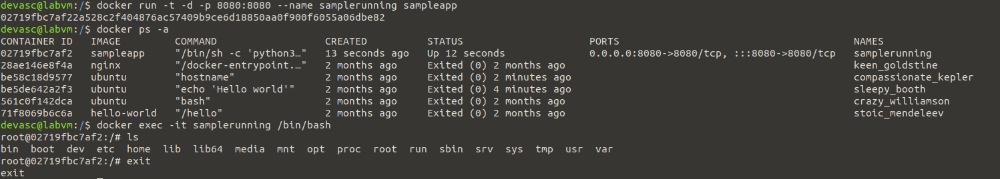 devasc@labvm:/$ docker run -t -d -p 8080:8080 --name samplerunning sampleapp
02719fbc7af22a528c2f404876ac57409b9ce6d18850aa0f900f6055a06dbe82
devasc@labvm:/$ docker ps -a
CONTAINER ID   IMAGE         COMMAND                  CREATED          STATUS                     PORTS                                       NAMES
02719fbc7af2   sampleapp     "/bin/sh -c 'python3…"   13 seconds ago   Up 12 seconds              0.0.0.0:8080->8080/tcp, :::8080->8080/tcp   samplerunning
28ae146e8f4a   nginx         "/docker-entrypoint.…"   2 months ago     Exited (0) 2 months ago                                                keen_goldstine
be58c18d9577   ubuntu        "hostname"               2 months ago     Exited (0) 2 minutes ago                                               compassionate_kepler
be5de642a2f3   ubuntu        "echo 'Hello world'"     2 months ago     Exited (0) 4 minutes ago                                               sleepy_booth
561c0f142dca   ubuntu        "bash"                   2 months ago     Exited (0) 2 months ago                                                crazy_williamson
71f8069b6c6a   hello-world   "/hello"                 2 months ago     Exited (0) 2 months ago                                                stoic_mendeleev
devasc@labvm:/$ docker exec -it samplerunning /bin/bash
root@02719fbc7af2:/# ls
bin  boot  dev  etc  home  lib  lib64  media  mnt  opt  proc  root  run  sbin  srv  sys  tmp  usr  var
root@02719fbc7af2:/# exit
exit